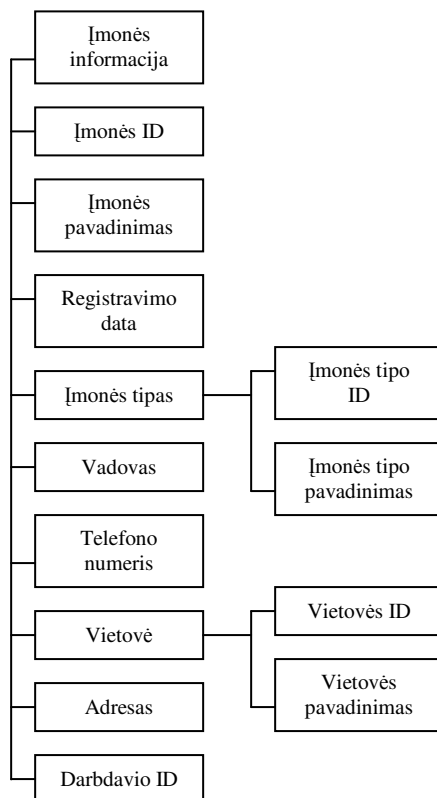 Įmonės
informacija
Įmonės ID
Įmonės
pavadinimas
Registravimo
data
Įmonės tipas
Įmonės tipo
ID
Įmonės tipo
pavadinimas
Vadovas
Telefono
numeris
Vietovė
Vietovės ID
Vietovės
pavadinimas
Adresas
Darbdavio ID